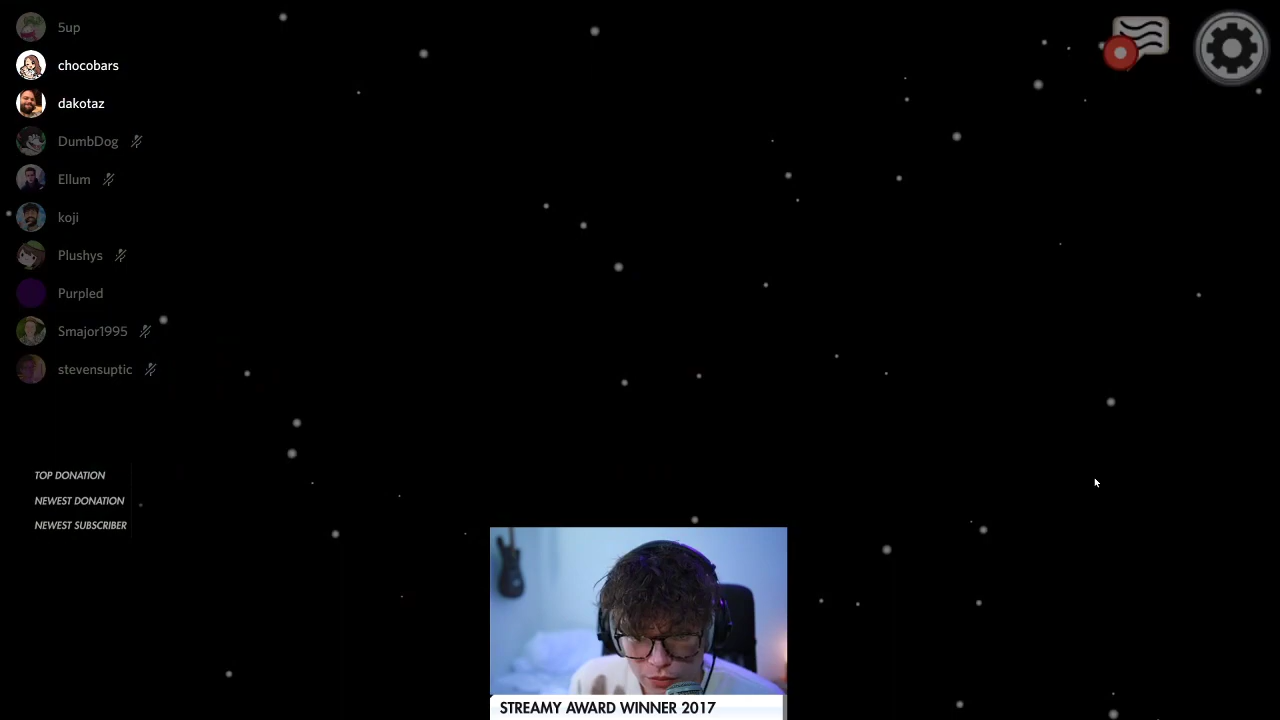 5up
chocobars
dakotaz
DumbDog
Ellum
koji
Plushys
Purpled
Smajor1995
stevensuptic
TOP DONATION
NEWEST DONATION
NEWEST SUBSCRIBER
STREAMY AWARD WINNER 2017